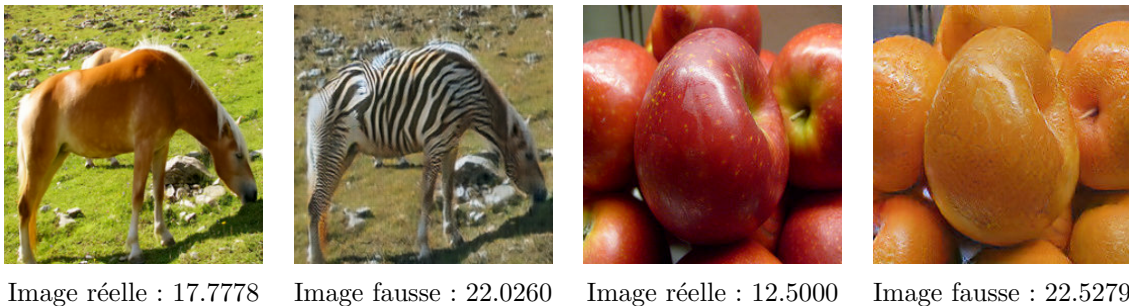 Image réelle : 17.7778
Image fausse : 22.0260
Image réelle : 12.5000
Image fausse : 22.5279